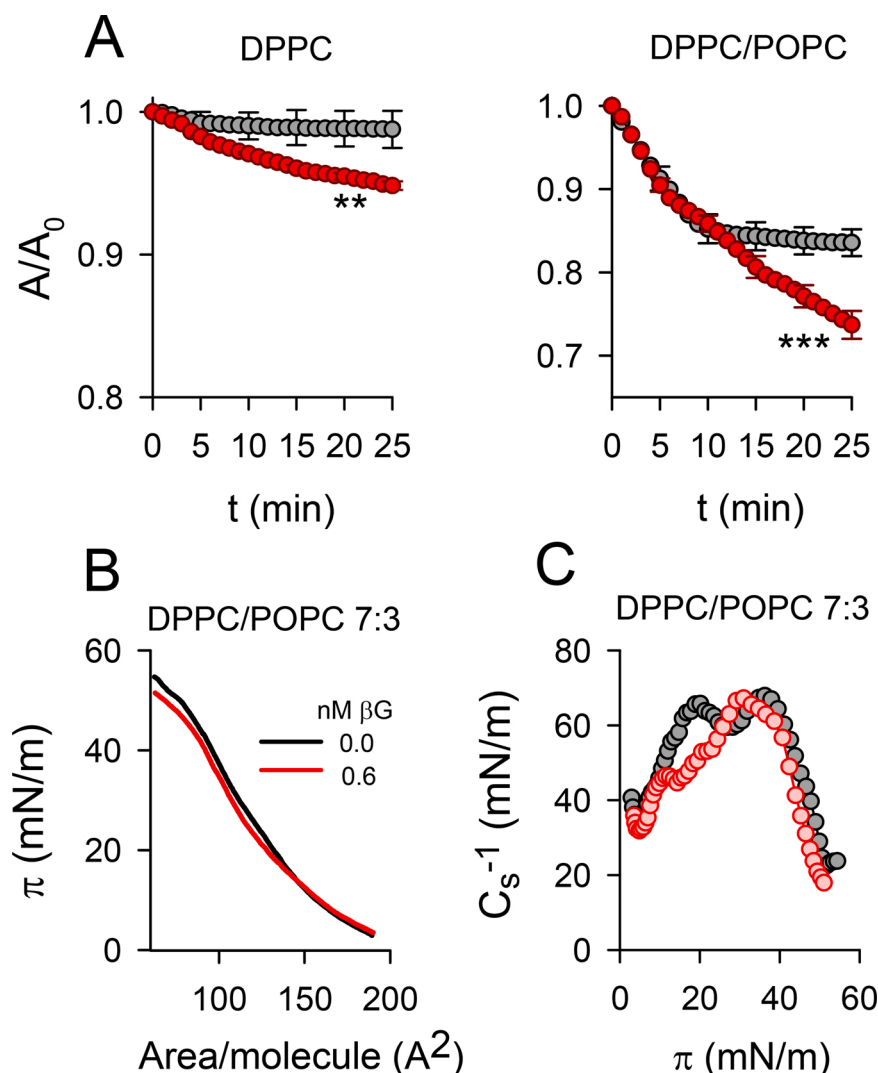 A
DPPC
DPPC/POPC
A/A0
1.0
0.9
0.8
0 5 10 15 20 25
t (min)
**
1.0
0.9
0.8
0.7
0 5 10 15 20 25
t (min)
***
B
DPPC/POPC 7:3
π (mN/m)
60
40
20
0
100 150 200
Area/molecule (A²)
nM βG
0.0
0.6
C
DPPC/POPC 7:3
Cs⁻¹ (mN/m)
80
60
40
20
0
0 20 40 60
π (mN/m)